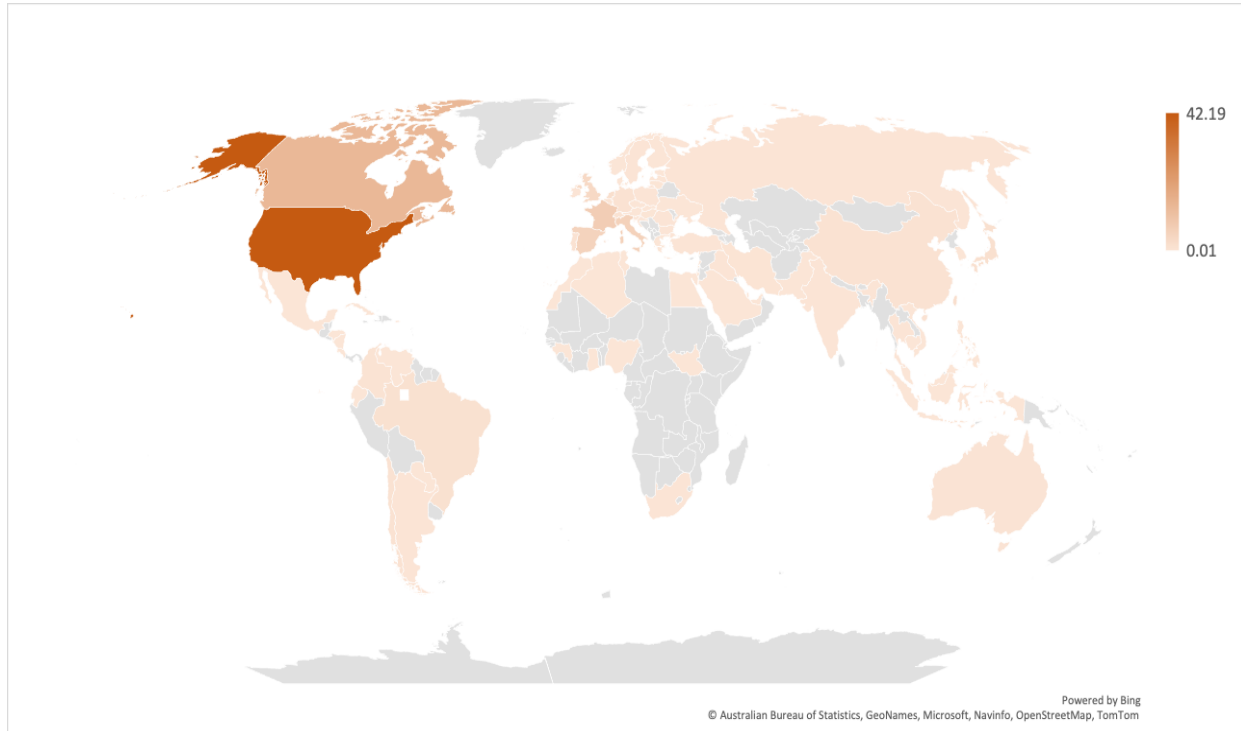 42.19
0.01
Powered by Bing
© Australian Bureau of Statistics, GeoNames, Microsoft, Navinfo, OpenStreetMap, TomTom